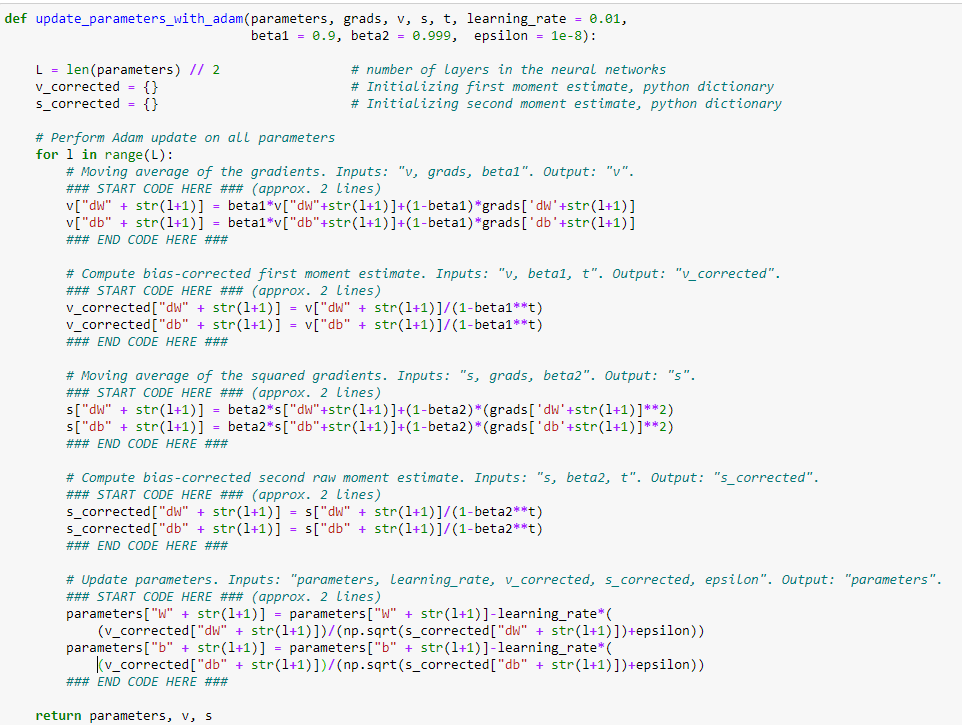 def update_parameters_with_adam(parameters, grads, v, s, t, learning_rate = 0.01,
                                beta1 = 0.9, beta2 = 0.999,  epsilon = 1e-8):
    L = len(parameters) // 2                 # number of layers in the neural networks
    v_corrected = {}                         # Initializing first moment estimate, python dictionary
    s_corrected = {}                         # Initializing second moment estimate, python dictionary
    # Perform Adam update on all parameters
    for l in range(L):
        # Moving average of the gradients. Inputs: "v, grads, beta1". Output: "v".
        ### START CODE HERE ### (approx. 2 lines)
        v["dW" + str(l+1)] = beta1*v["dW"+str(l+1)]+(1-beta1)*grads['dW'+str(l+1)]
        v["db" + str(l+1)] = beta1*v["db"+str(l+1)]+(1-beta1)*grads['db'+str(l+1)]
        ### END CODE HERE ###
        # Compute bias-corrected first moment estimate. Inputs: "v, beta1, t". Output: "v_corrected".
        ### START CODE HERE ### (approx. 2 lines)
        v_corrected["dW" + str(l+1)] = v["dW" + str(l+1)]/(1-beta1**t)
        v_corrected["db" + str(l+1)] = v["db" + str(l+1)]/(1-beta1**t)
        ### END CODE HERE ###
        # Moving average of the squared gradients. Inputs: "s, grads, beta2". Output: "s".
        ### START CODE HERE ### (approx. 2 lines)
        s["dW" + str(l+1)] = beta2*s["dW"+str(l+1)]+(1-beta2)*(grads['dW'+str(l+1)]**2)
        s["db" + str(l+1)] = beta2*s["db"+str(l+1)]+(1-beta2)*(grads['db'+str(l+1)]**2)
        ### END CODE HERE ###
        # Compute bias-corrected second raw moment estimate. Inputs: "s, beta2, t". Output: "s_corrected".
        ### START CODE HERE ### (approx. 2 lines)
        s_corrected["dW" + str(l+1)] = s["dW" + str(l+1)]/(1-beta2**t)
        s_corrected["db" + str(l+1)] = s["db" + str(l+1)]/(1-beta2**t)
        ### END CODE HERE ###
        # Update parameters. Inputs: "parameters, learning_rate, v_corrected, s_corrected, epsilon". Output: "parameters".
        ### START CODE HERE ### (approx. 2 lines)
        parameters["W" + str(l+1)] = parameters["W" + str(l+1)]-learning_rate*(
            (v_corrected["dW" + str(l+1)])/(np.sqrt(s_corrected["dW" + str(l+1)])+epsilon))
        parameters["b" + str(l+1)] = parameters["b" + str(l+1)]-learning_rate*(
            (v_corrected["db" + str(l+1)])/(np.sqrt(s_corrected["db" + str(l+1)])+epsilon))
        ### END CODE HERE ###
    return parameters, v, s